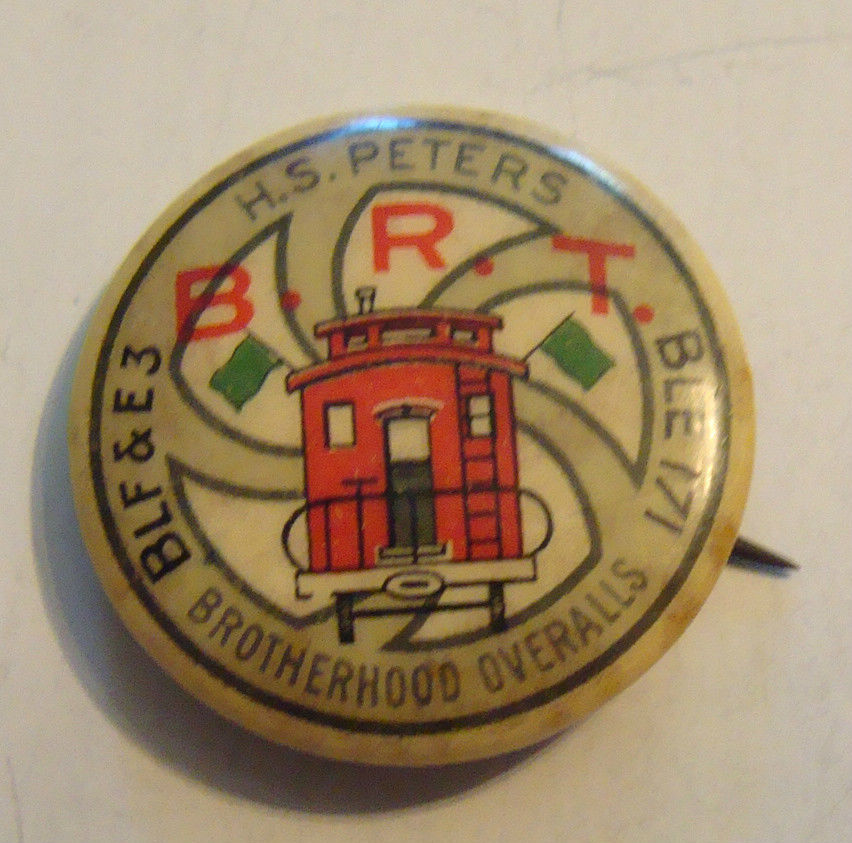 H.S. PETERS
B. R. T.
BLF&E 3
BLE 171
BROTHERHOOD OVERALLS